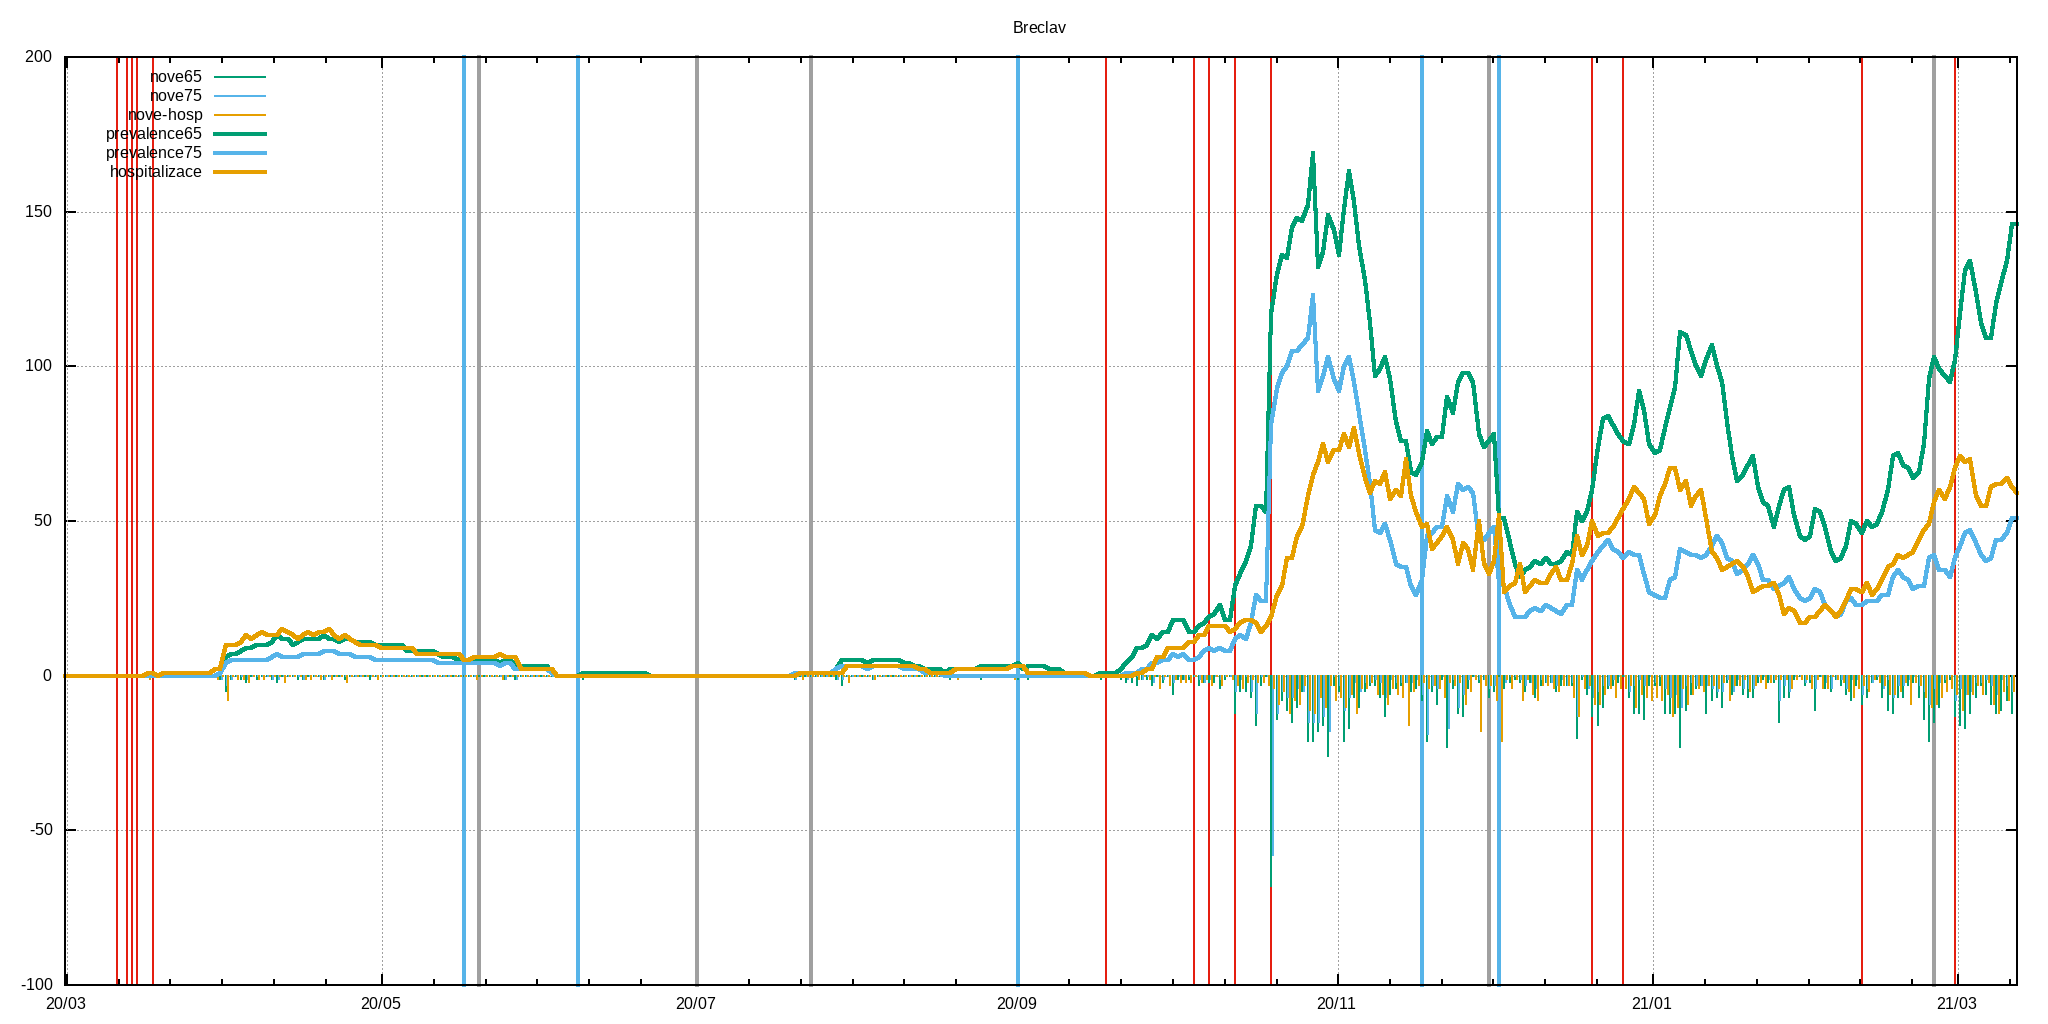 Breclav
200
nove65
nove75
nove-hosp
prevalence65
prevalence75
hospitalizace
150
100
50
0
-50
-100
20/03 20/05 20/07 20/09 20/11 21/01 21/03